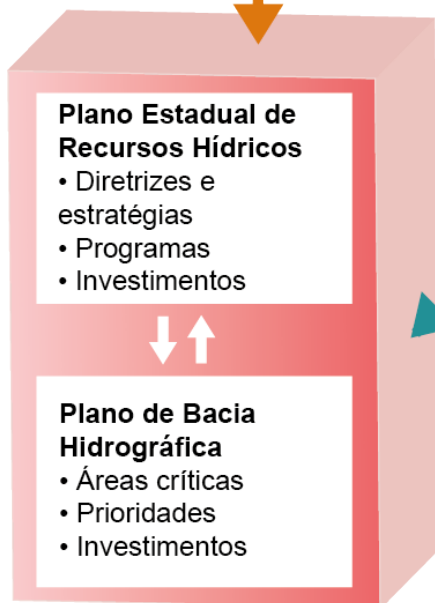 Plano Estadual de
Recursos Hídricos
• Diretrizes e
estratégias
• Programas
• Investimentos
Plano de Bacia
Hidrográfica
• Áreas críticas
• Prioridades
• Investimentos